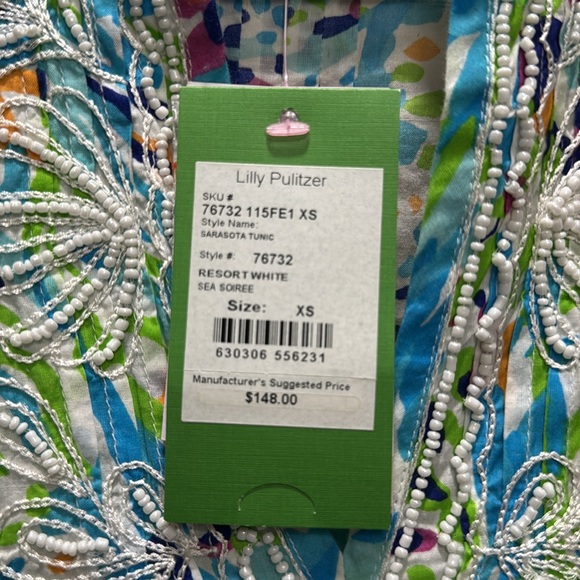 Lilly Pulitzer
SKU #
76732 115FE1 XS
Style Name:
SARASOTA TUNIC
Style #: 76732
RESORT WHITE
SEA SOIREE
Size: XS
630306 556231
Manufacturer's Suggested Price
$148.00